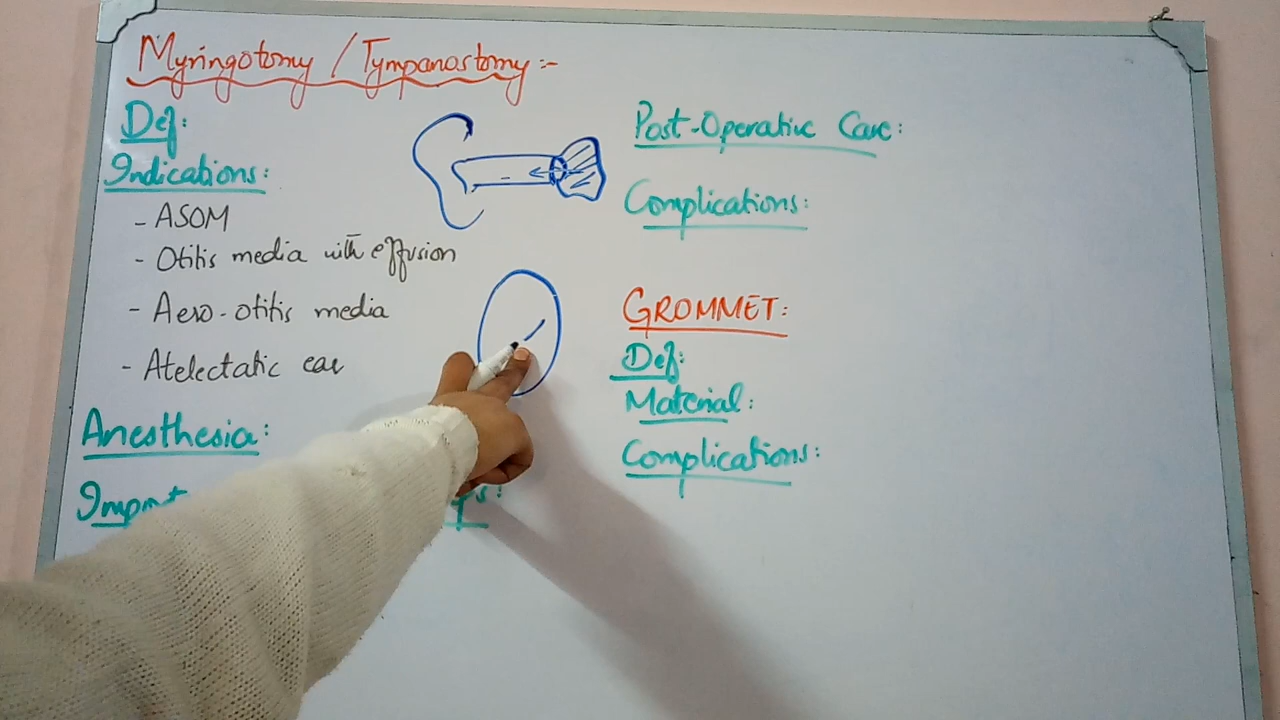 Myringotomy / Tympanostomy :-
Def:
Indications:
- ASOM
- Otitis media with effusion
- Aero-otitis media
- Atelectatic ear
Anesthesia:
Post-Operative Care:
Complications:
GROMMET:
Def:
Material:
Complications: